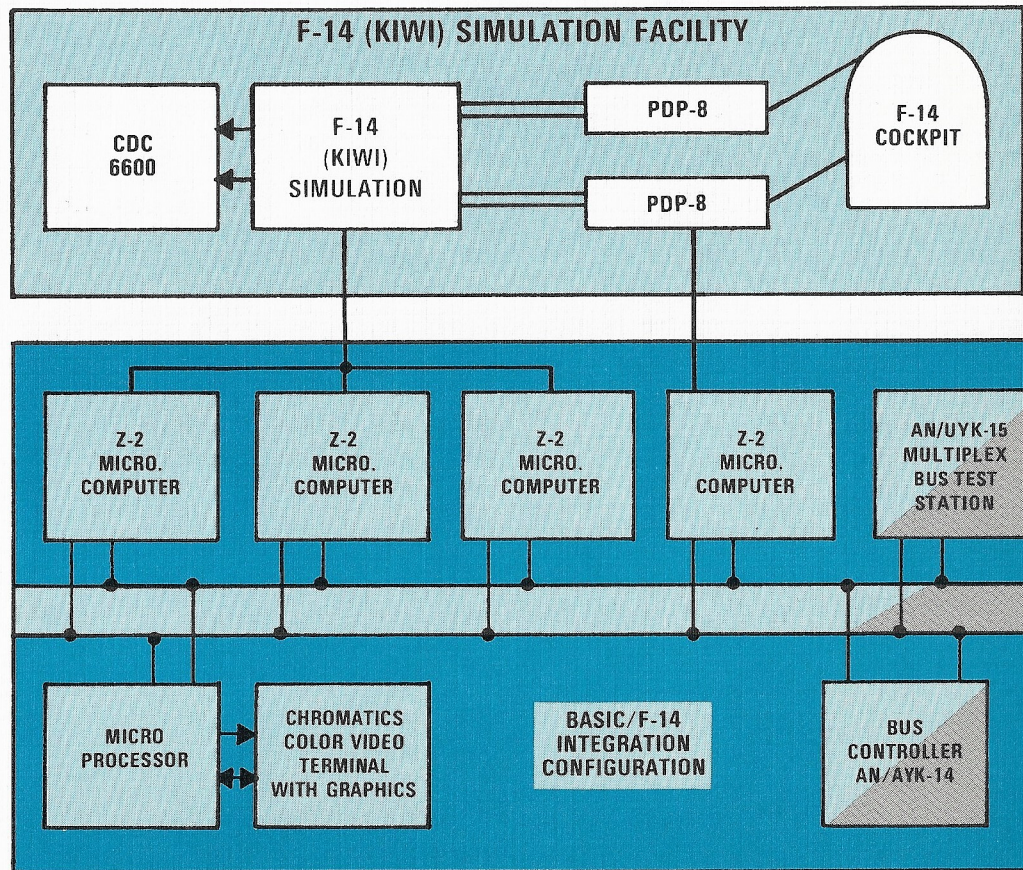 F-14 (KIWI) SIMULATION FACILITY
CDC
6600
F-14
(KIWI)
SIMULATION
PDP-8
PDP-8
F-14
COCKPIT
Z-2
MICRO.
COMPUTER
Z-2
MICRO.
COMPUTER
Z-2
MICRO.
COMPUTER
Z-2
MICRO.
COMPUTER
AN/UYK-15
MULTIPLEX
BUS TEST
STATION
MICRO
PROCESSOR
CHROMATICS
COLOR VIDEO
TERMINAL
WITH GRAPHICS
BASIC/F-14
INTEGRATION
CONFIGURATION
BUS
CONTROLLER
AN/AYK-14